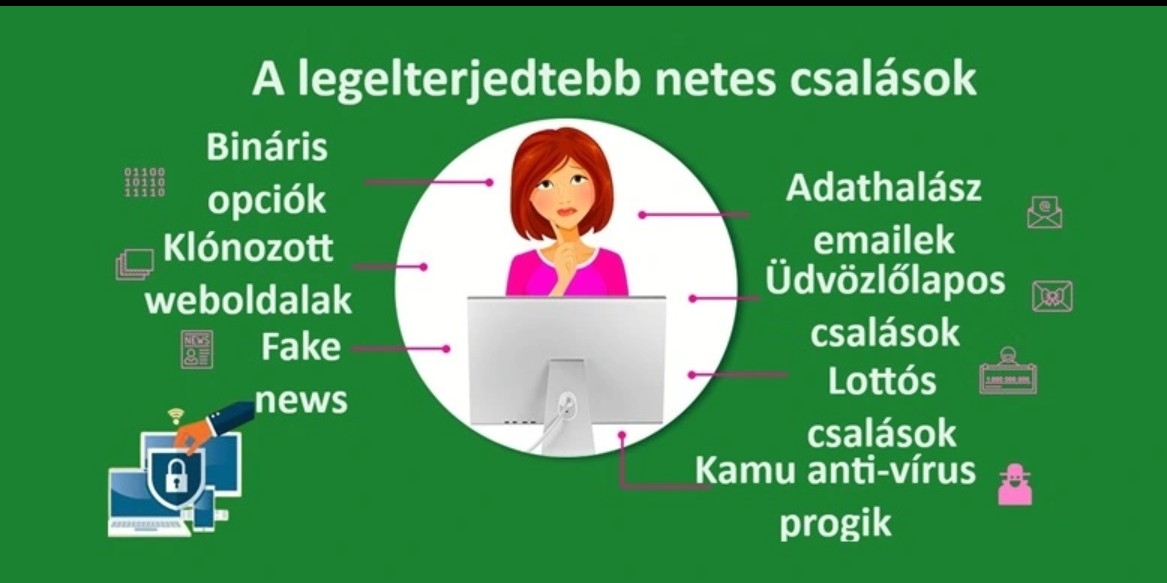 A legelterjedtebb netes csalások
Bináris
opciók
Klónozott
weboldalak
Fake
news
Adathalász
emailek
Üdvözlőlapos
csalások
Lottós
csalások
Kamu anti-vírus
progik
01100
10110
11110
NEWS
@
1.000.000.000